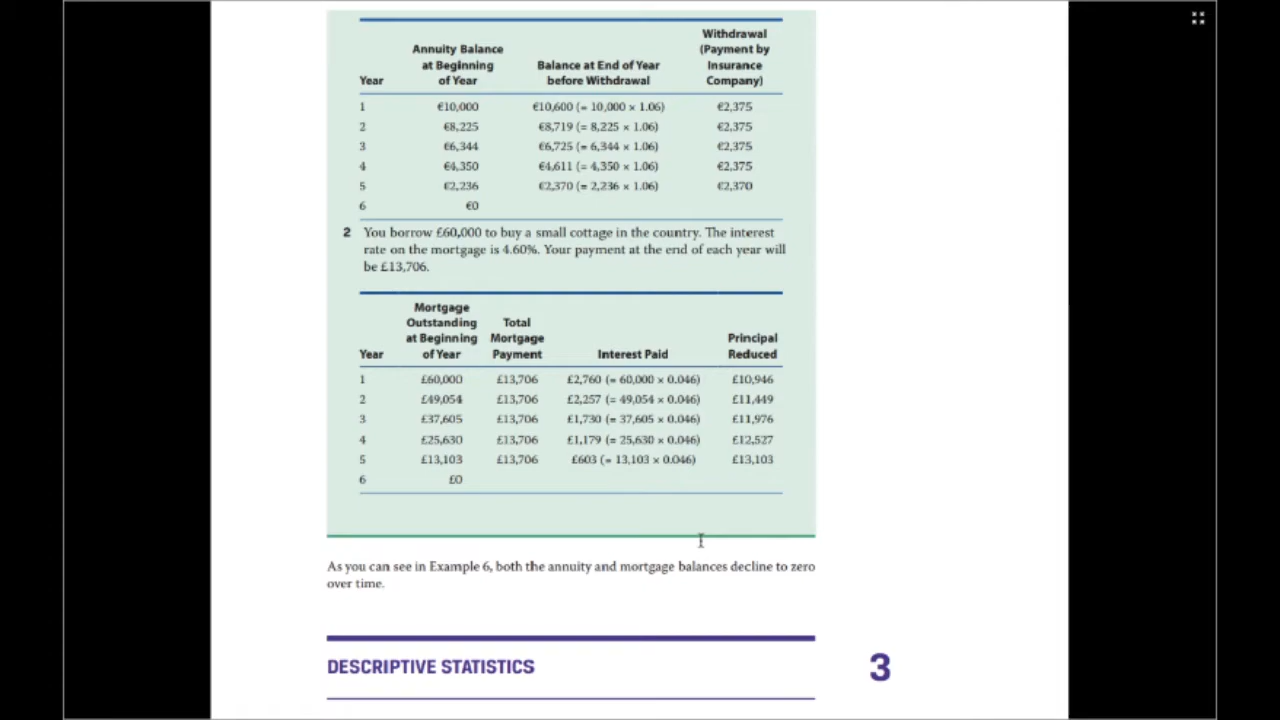 Year Annuity Balance at Beginning of Year Balance at End of Year before Withdrawal Withdrawal (Payment by Insurance Company)
1 €10,000 €10,600 (= 10,000 × 1.06) €2,375
2 €8,225 €8,719 (= 8,225 × 1.06) €2,375
3 €6,344 €6,725 (= 6,344 × 1.06) €2,375
4 €4,350 €4,611 (= 4,350 × 1.06) €2,375
5 €2,236 €2,370 (= 2,236 × 1.06) €2,370
6 €0
2 You borrow £60,000 to buy a small cottage in the country. The interest
rate on the mortgage is 4.60%. Your payment at the end of each year will
be £13,706.
Year Mortgage Outstanding at Beginning of Year Total Mortgage Payment Interest Paid Principal Reduced
1 £60,000 £13,706 £2,760 (= 60,000 × 0.046) £10,946
2 £49,054 £13,706 £2,257 (= 49,054 × 0.046) £11,449
3 £37,605 £13,706 £1,730 (= 37,605 × 0.046) £11,976
4 £25,630 £13,706 £1,179 (= 25,630 × 0.046) £12,527
5 £13,103 £13,706 £603 (= 13,103 × 0.046) £13,103
6 £0
As you can see in Example 6, both the annuity and mortgage balances decline to zero
over time.
DESCRIPTIVE STATISTICS 3